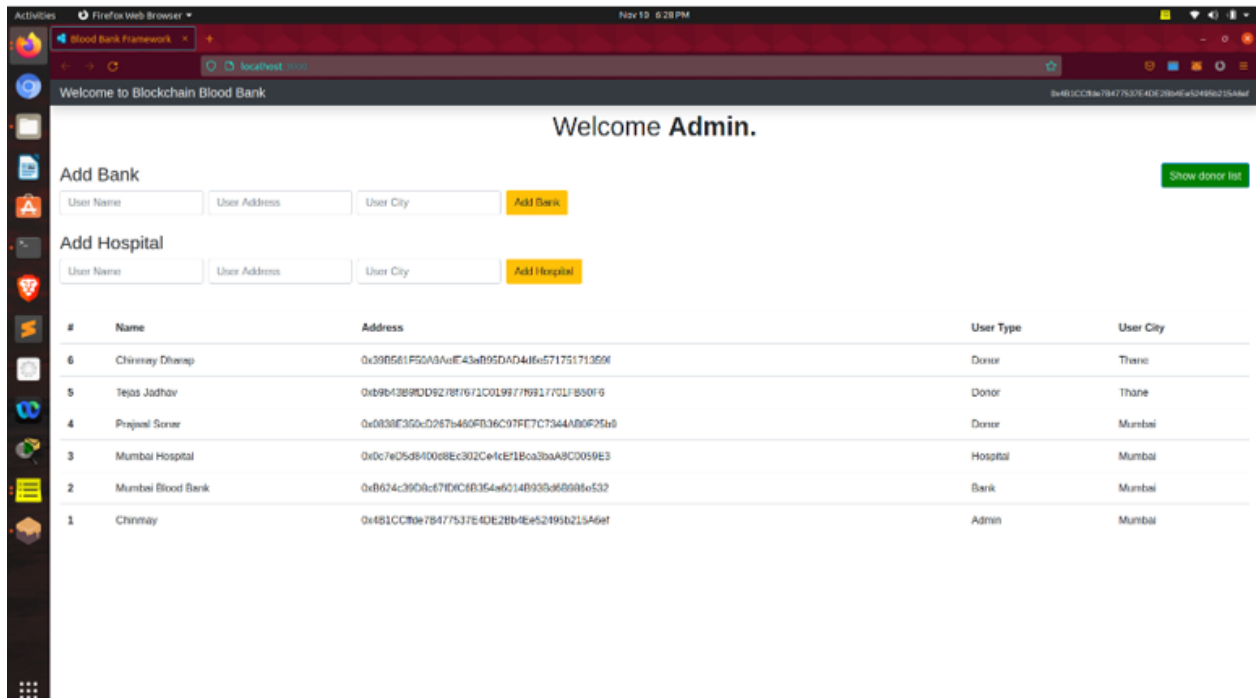 Activities Firefox Web Browser Nov 13 6:28 PM
Blood Bank Framework
localhost:3000
Welcome to Blockchain Blood Bank
Welcome Admin.
Add Bank Show donor list
User Name User Address User City Add Bank
Add Hospital
User Name User Address User City Add Hospital
# Name Address User Type User City
6 Chinmay Dharap Donor Thane
5 Tejas Jadhav Donor Thane
4 Prajwal Sonar Donor Mumbai
3 Mumbai Hospital Hospital Mumbai
2 Mumbai Blood Bank Bank Mumbai
1 Chinmay Admin Mumbai